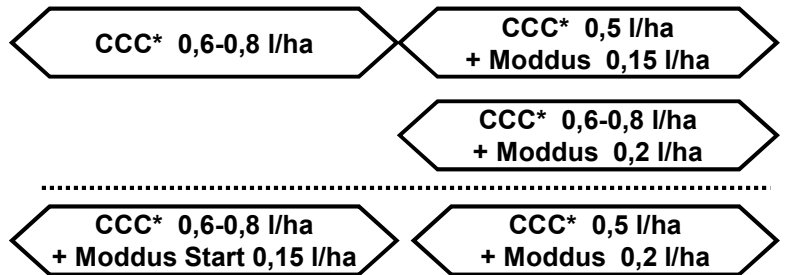 CCC* 0,6-0,8 l/ha
CCC* 0,5 l/ha
+ Moddus 0,15 l/ha
CCC* 0,6-0,8 l/ha
+ Moddus 0,2 l/ha
CCC* 0,6-0,8 l/ha
+ Moddus Start 0,15 l/ha
CCC* 0,5 l/ha
+ Moddus 0,2 l/ha